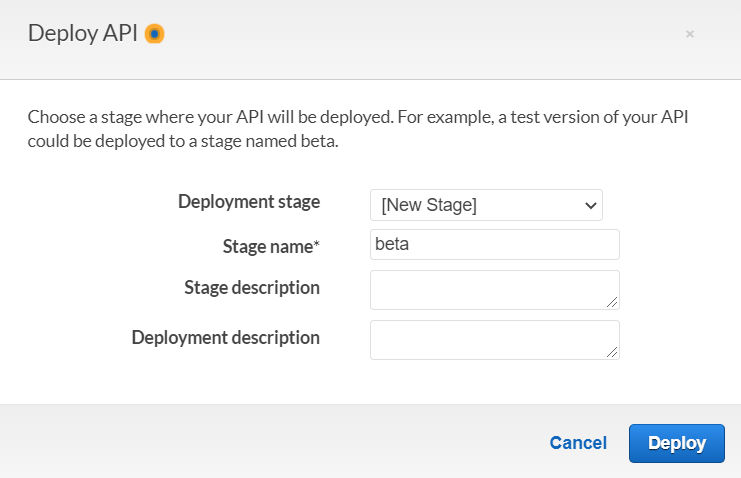 Deploy API
×
Choose a stage where your API will be deployed. For example, a test version of your API
could be deployed to a stage named beta.
Deployment stage [New Stage]
Stage name* beta
Stage description
Deployment description
Cancel Deploy